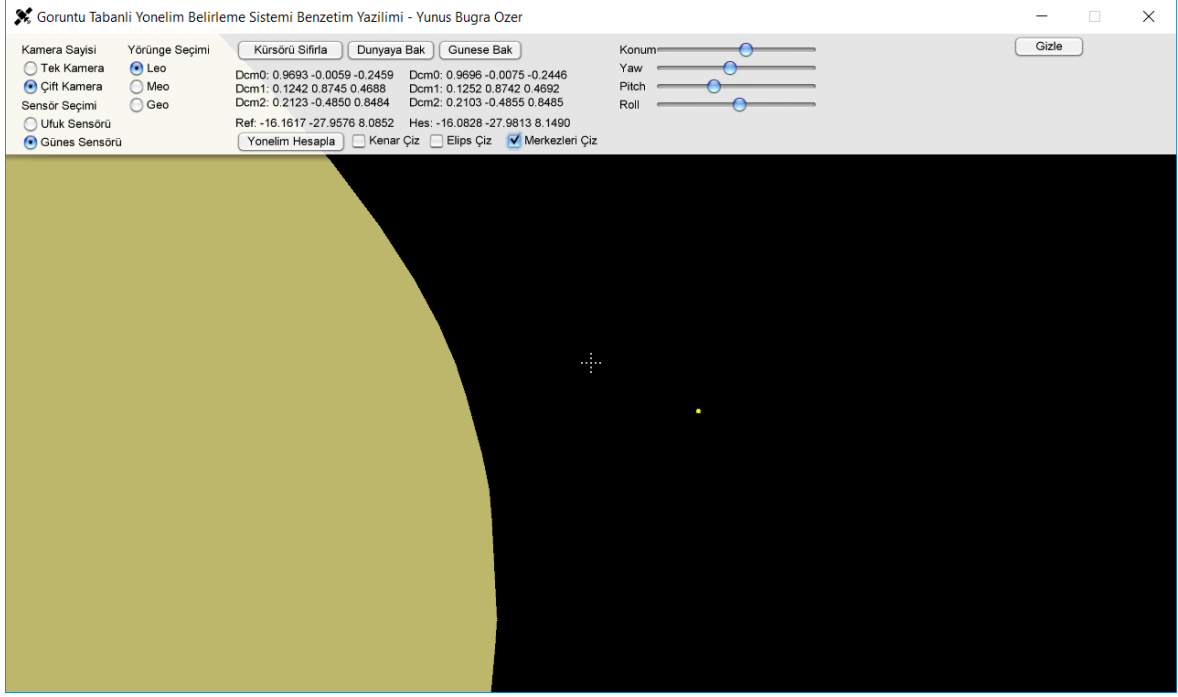 Goruntu Tabanli Yonelim Belirleme Sistemi Benzetim Yazilimi - Yunus Bugra Ozer
Kamera Sayisi
Tek Kamera
Çift Kamera
Sensör Seçimi
Ufuk Sensörü
Günes Sensörü
Yörünge Seçimi
Leo
Meo
Geo
Kürsörü Sifirla Dunyaya Bak Gunese Bak
Dcm0: 0.9693 -0.0059 -0.2459 Dcm0: 0.9696 -0.0075 -0.2446
Dcm1: 0.1242 0.8745 0.4688 Dcm1: 0.1252 0.8742 0.4692
Dcm2: 0.2123 -0.4850 0.8484 Dcm2: 0.2103 -0.4855 0.8485
Ref: -16.1617 -27.9576 8.0852 Hes: -16.0828 -27.9813 8.1490
Yonelim Hesapla Kenar Çiz Elips Çiz Merkezleri Çiz
Konum
Yaw
Pitch
Roll
Gizle